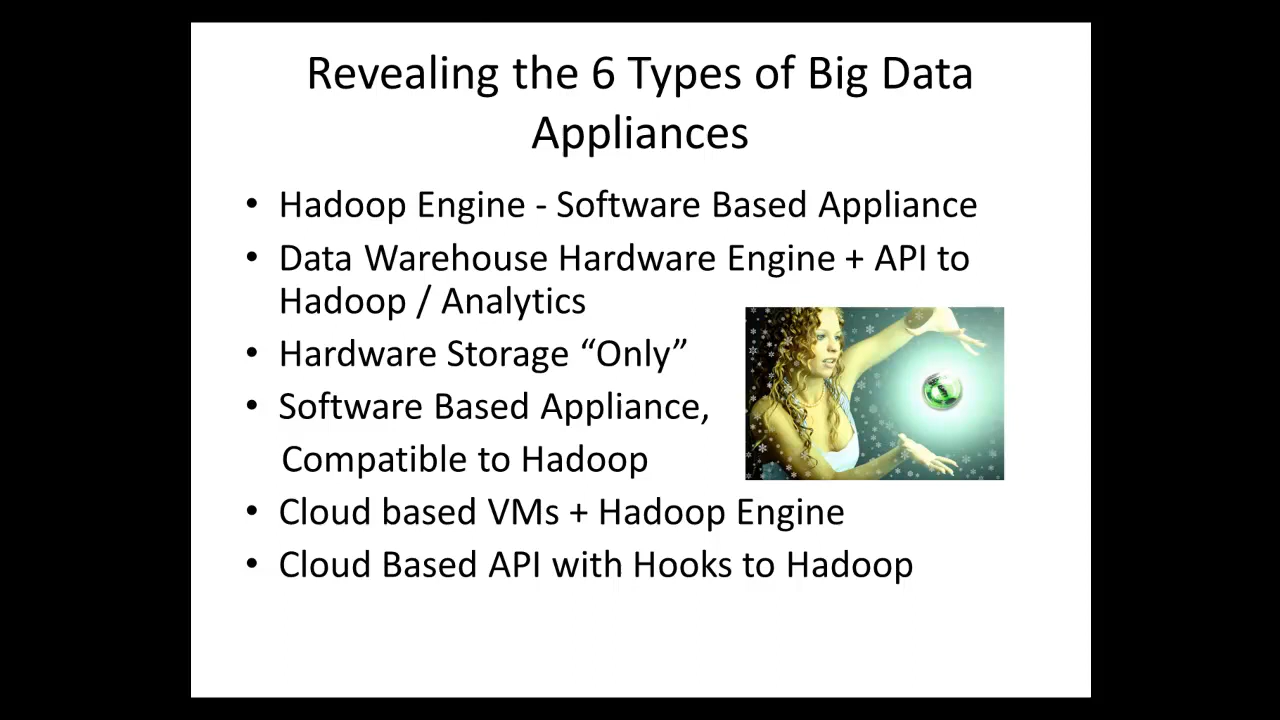 Revealing the 6 Types of Big Data
Appliances
• Hadoop Engine - Software Based Appliance
• Data Warehouse Hardware Engine + API to
Hadoop / Analytics
• Hardware Storage “Only”
• Software Based Appliance,
Compatible to Hadoop
• Cloud based VMs + Hadoop Engine
• Cloud Based API with Hooks to Hadoop